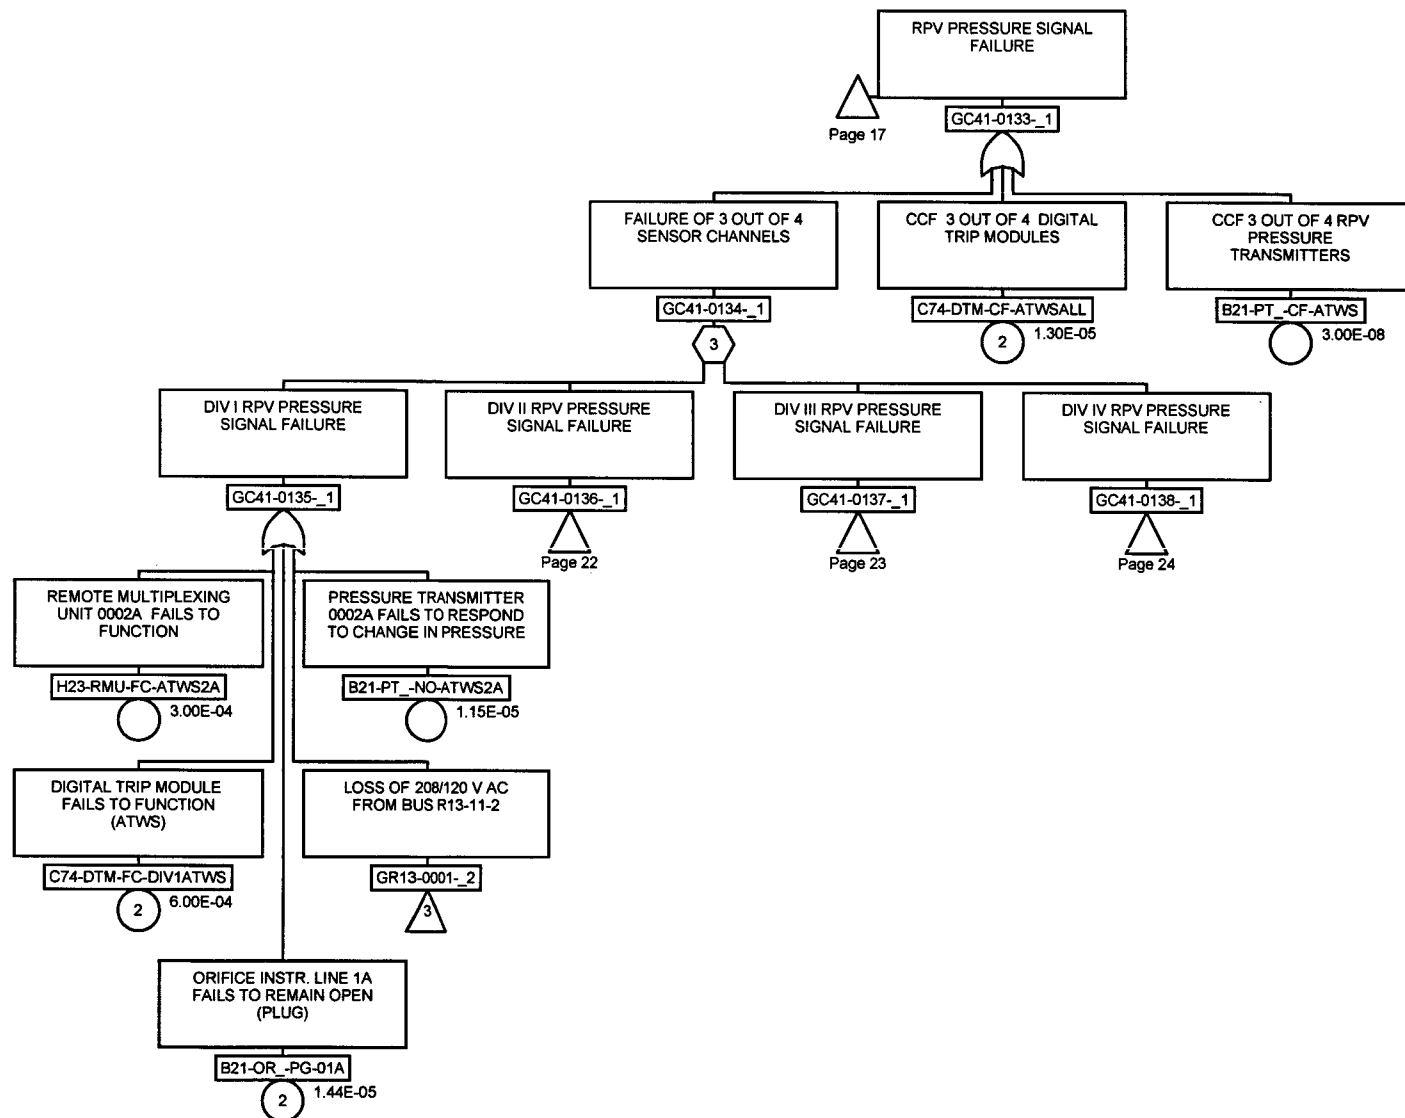 RPV PRESSURE SIGNAL
FAILURE
Page 17
GC41-0133-_1
FAILURE OF 3 OUT OF 4
SENSOR CHANNELS
GC41-0134-_1
3
CCF 3 OUT OF 4 DIGITAL
TRIP MODULES
C74-DTM-CF-ATWSALL
2
1.30E-05
CCF 3 OUT OF 4 RPV
PRESSURE
TRANSMITTERS
B21-PT_-CF-ATWS
3.00E-08
DIV I RPV PRESSURE
SIGNAL FAILURE
GC41-0135-_1
DIV II RPV PRESSURE
SIGNAL FAILURE
GC41-0136-_1
Page 22
DIV III RPV PRESSURE
SIGNAL FAILURE
GC41-0137-_1
Page 23
DIV IV RPV PRESSURE
SIGNAL FAILURE
GC41-0138-_1
Page 24
REMOTE MULTIPLEXING
UNIT 0002A FAILS TO
FUNCTION
H23-RMU-FC-ATWS2A
3.00E-04
PRESSURE TRANSMITTER
0002A FAILS TO RESPOND
TO CHANGE IN PRESSURE
B21-PT_-NO-ATWS2A
1.15E-05
DIGITAL TRIP MODULE
FAILS TO FUNCTION
(ATWS)
C74-DTM-FC-DIV1ATWS
2
6.00E-04
LOSS OF 208/120 V AC
FROM BUS R13-11-2
GR13-0001-_2
3
ORIFICE INSTR. LINE 1A
FAILS TO REMAIN OPEN
(PLUG)
B21-OR_-PG-01A
2
1.44E-05